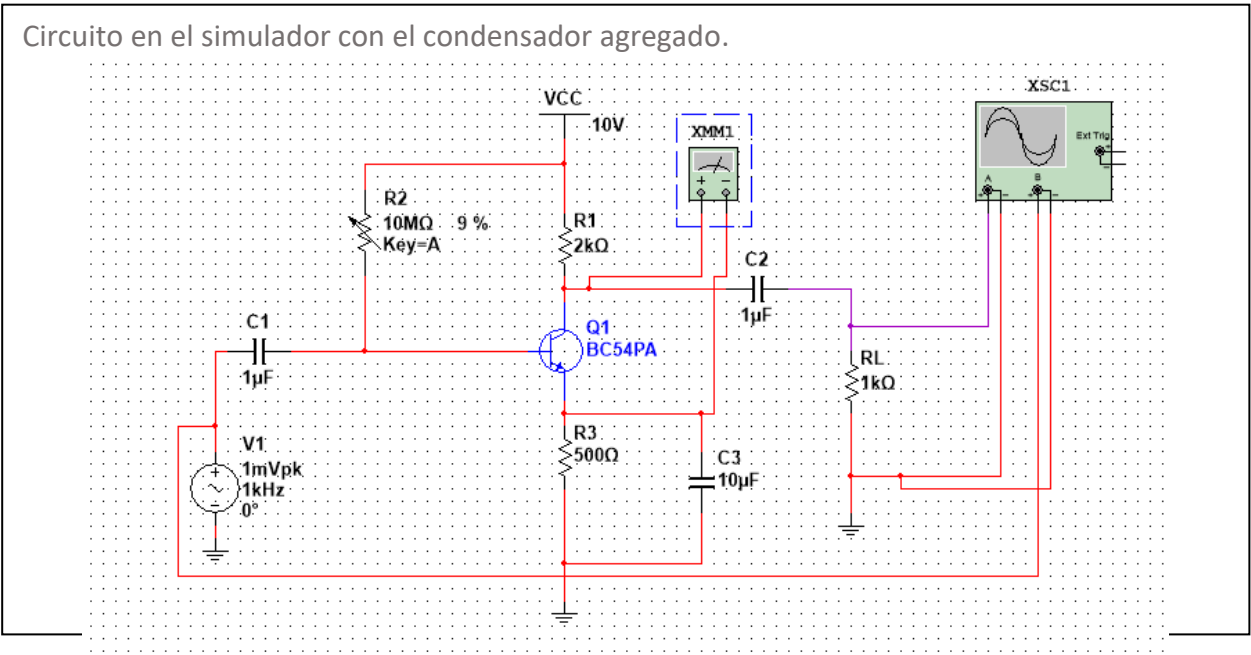 Circuito en el simulador con el condensador agregado.
VCC
10V
XMM1
+ −
XSC1
Ext Trig
+
−
A
B
+ −
+ −
R2
10MΩ 9 %
Key=A
R1
2kΩ
C2
1µF
C1
1µF
Q1
BC54PA
RL
1kΩ
V1
1mVpk
1kHz
0°
R3
500Ω
C3
10µF